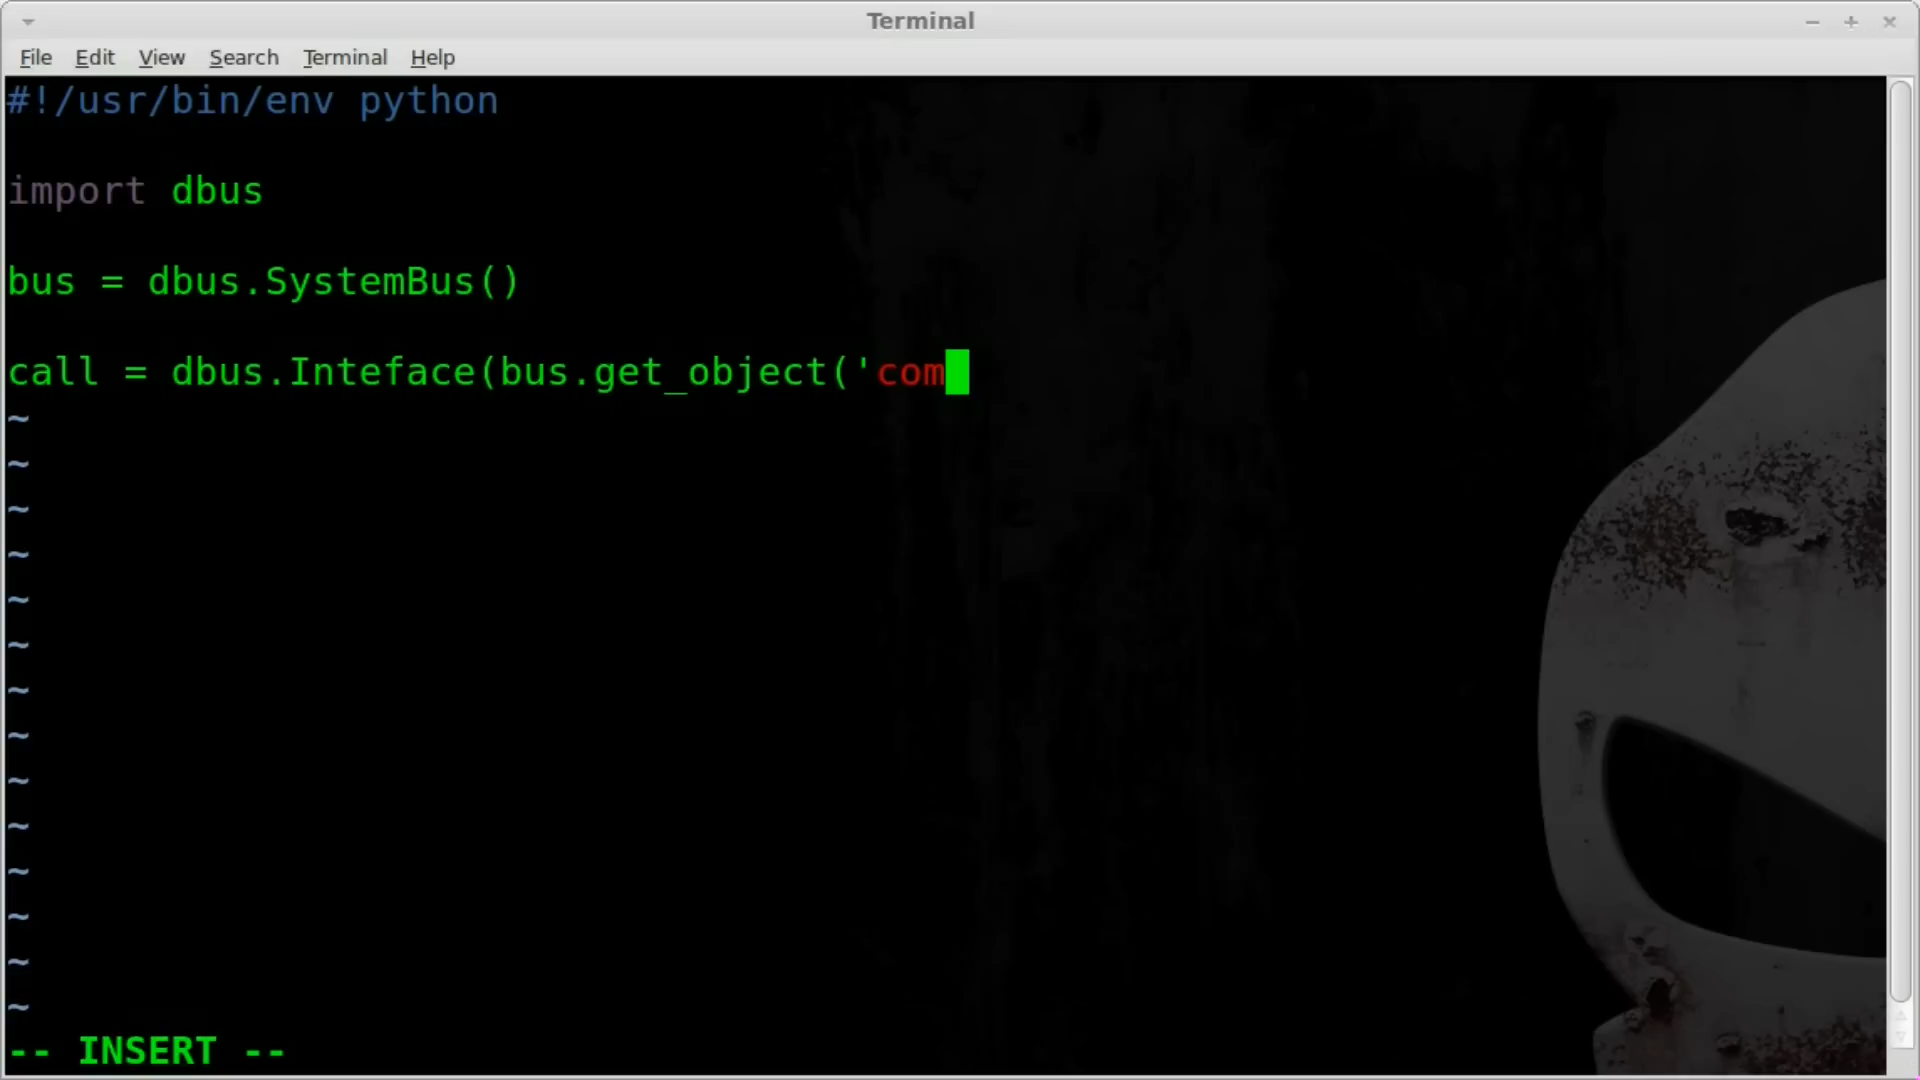 Terminal
File Edit View Search Terminal Help
#!/usr/bin/env python
import dbus
bus = dbus.SystemBus()
call = dbus.Inteface(bus.get_object('com
~
~
~
~
~
~
~
~
~
~
~
~
~
~
-- INSERT --